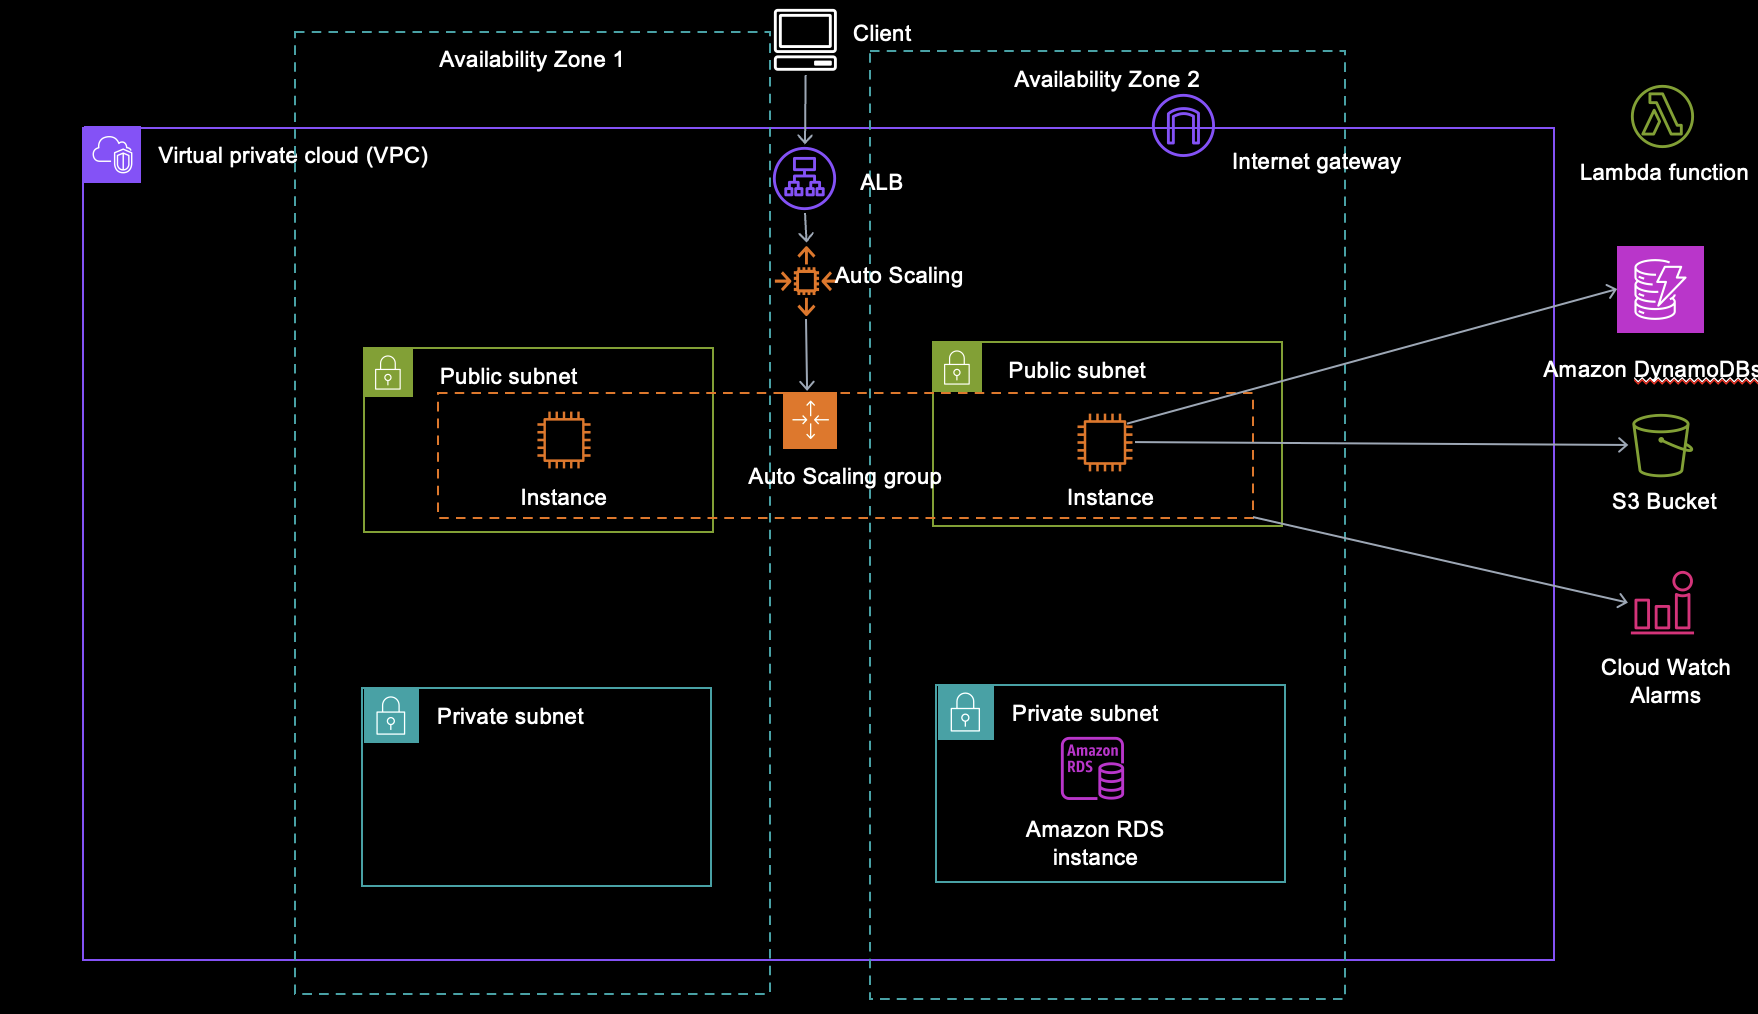 Client
Availability Zone 1
Availability Zone 2
Virtual private cloud (VPC)
Internet gateway
Lambda function
ALB
Auto Scaling
Public subnet
Public subnet
Amazon DynamoDBs
Instance
Auto Scaling group
Instance
S3 Bucket
Cloud Watch
Alarms
Private subnet
Private subnet
Amazon
RDS
Amazon RDS
instance